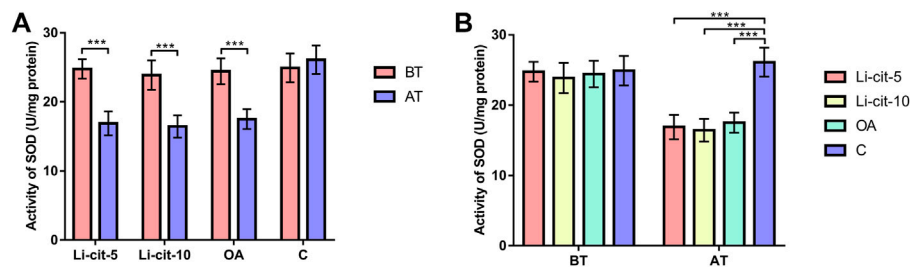 A
Activity of SOD (U/mg protein)
30
20
10
0
***
***
***
Li-cit-5
Li-cit-10
OA
C
BT
AT
B
Activity of SOD (U/mg protein)
30
20
10
0
***
***
***
BT
AT
Li-cit-5
Li-cit-10
OA
C